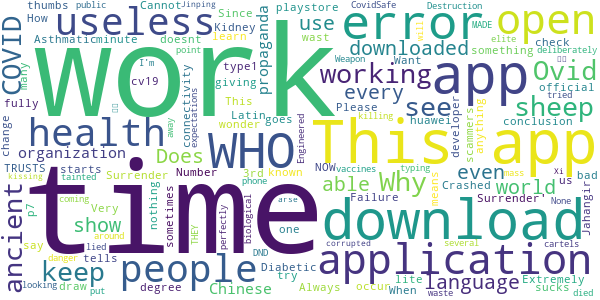 public
Jinping
CovidSafe
Destruction
MADE
elite
deliberately
thumbs
Cannot
playstore
How
Since
Will
Want
something
check
Asthmaticminute
doesnt
useless
error
open
COVID
Kidney
use
wast
point
I'm
Weapon
many
learn
downloaded
official
type1
cv19
giving
propaganda
work
working
app
Ovid
fully
This
every
tried
Latin
Please
see
sheep
connectivity
expectations
huawei
developer
scammers
anything
conclusion
health
WHO
This app
killing
change
wonder
goes
Engineered
organization
Does
3rd
known
able
Why
even
world
us
bad
TRUSTS
starts
Surrender
Number
NOW
vaccines
typing
means
xi
None
kissing
tainted
away
phone
Crashed
Surrender'
Jahangir
ancient
time
download
p7
coming
nothing
sometimes
THEY
perfectly
biological
arse
Failure
mass
show
Very
around
one
DND
corrupted
several
cartels
people
application
say
lied
danger
Diabetic
lite
occur
Extremely
keep
tells
degree
try
When
language
sucks
looking
draw
put
Chinese
Always
waste
died